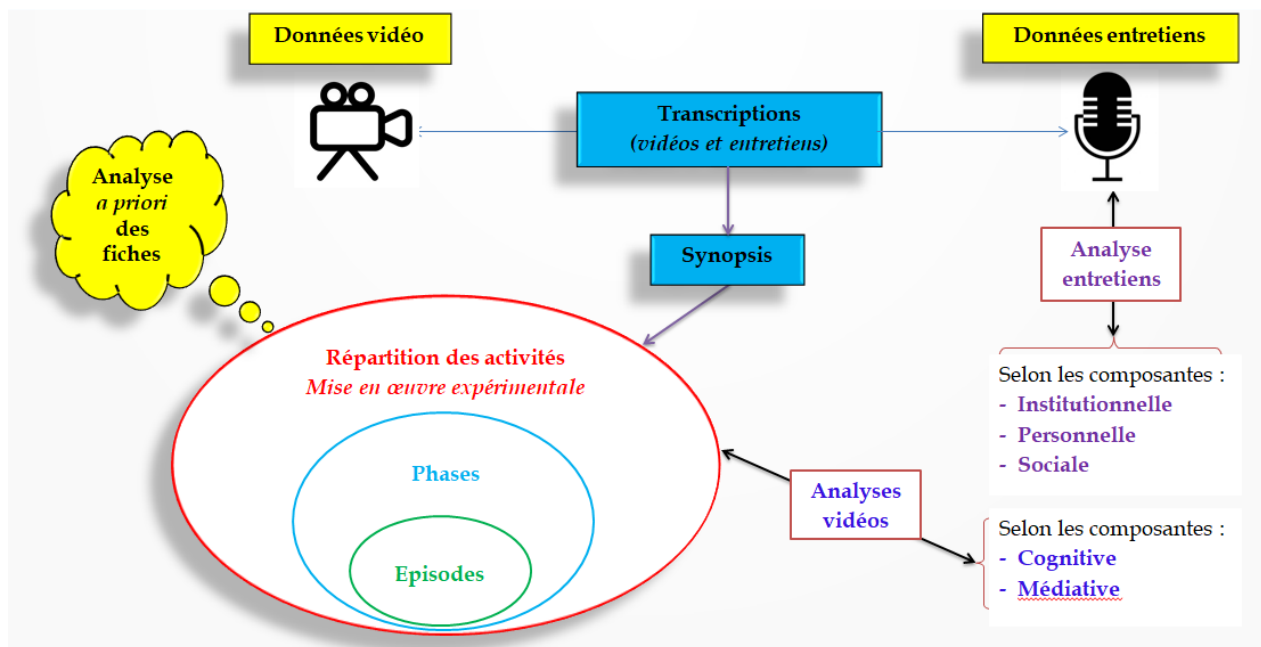 Données vidéo
Données entretiens
Transcriptions
(vidéos et entretiens)
Analyse
a priori
des
fiches
Synopsis
Analyse
entretiens
Répartition des activités
Mise en œuvre expérimentale
Selon les composantes :
- Institutionnelle
- Personnelle
- Sociale
Phases
Analyses
vidéos
Selon les composantes :
- Cognitive
- Médiative
Episodes